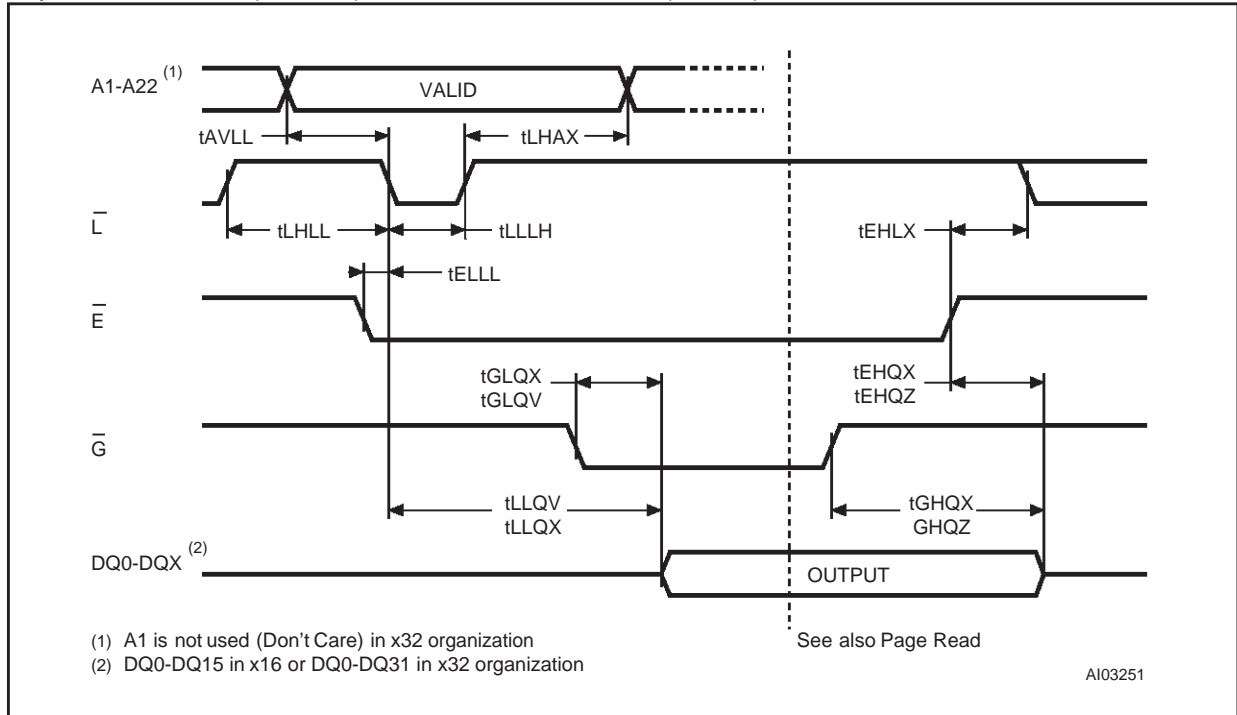 A1-A22 (1)
VALID
tAVLL
tLHAX
L
tLHLL
tLLLH
tEHLX
tELLL
E
tGLQX
tGLQV
tEHQX
tEHQZ
G
tLLQV
tLLQX
tGHQX
GHQZ
DQ0-DQX (2)
OUTPUT
(1) A1 is not used (Don't Care) in x32 organization
See also Page Read
(2) DQ0-DQ15 in x16 or DQ0-DQ31 in x32 organization
AI03251